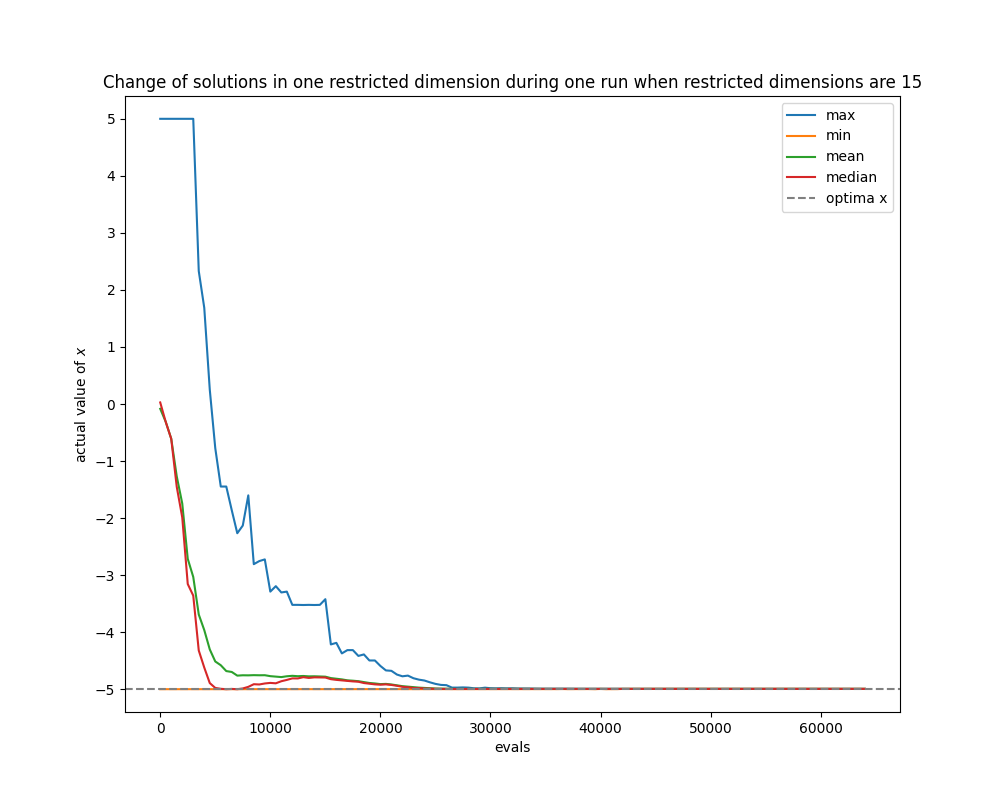 Change of solutions in one restricted dimension during one run when restricted dimensions are 15
max
min
mean
median
optima x
5
4
3
2
1
0
−1
−2
−3
−4
−5
actual value of x
0
10000
20000
30000
40000
50000
60000
evals